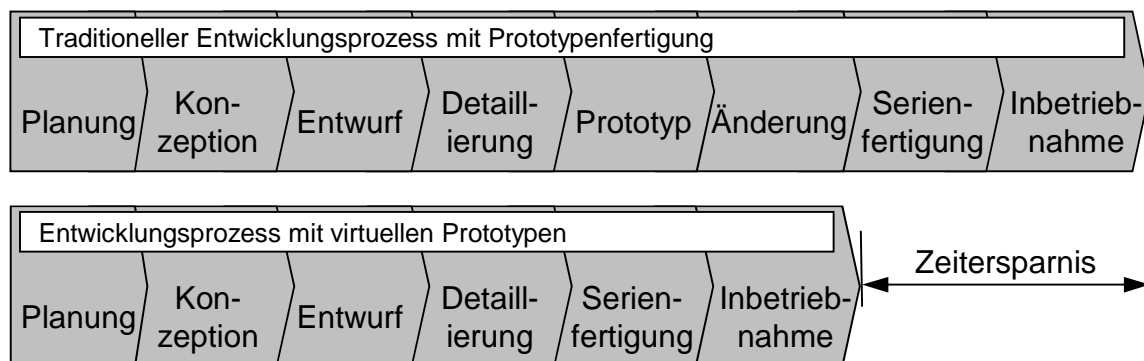 Traditioneller Entwicklungsprozess mit Prototypenfertigung
Planung
Kon-
zeption
Entwurf
Detaill-
ierung
Prototyp
Änderung
Serien-
fertigung
Inbetrieb-
nahme
Entwicklungsprozess mit virtuellen Prototypen
Planung
Kon-
zeption
Entwurf
Detaill-
ierung
Serien-
fertigung
Inbetrieb-
nahme
Zeitersparnis